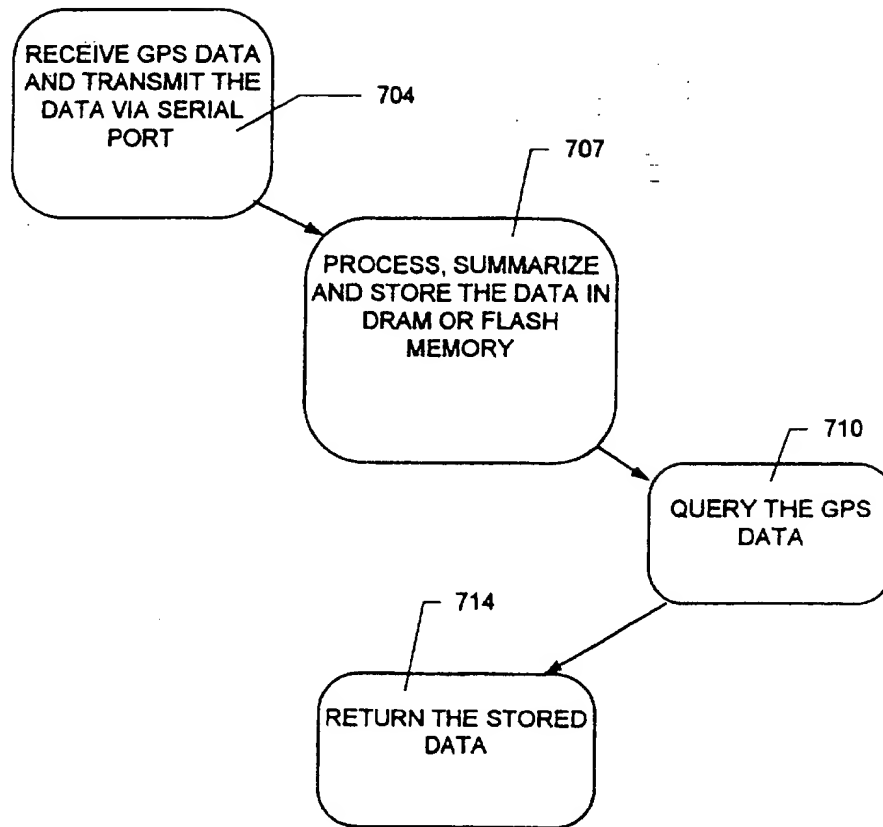 RECEIVE GPS DATA
AND TRANSMIT THE
DATA VIA SERIAL
PORT
704
707
PROCESS, SUMMARIZE
AND STORE THE DATA IN
DRAM OR FLASH
MEMORY
710
QUERY THE GPS
DATA
714
RETURN THE STORED
DATA